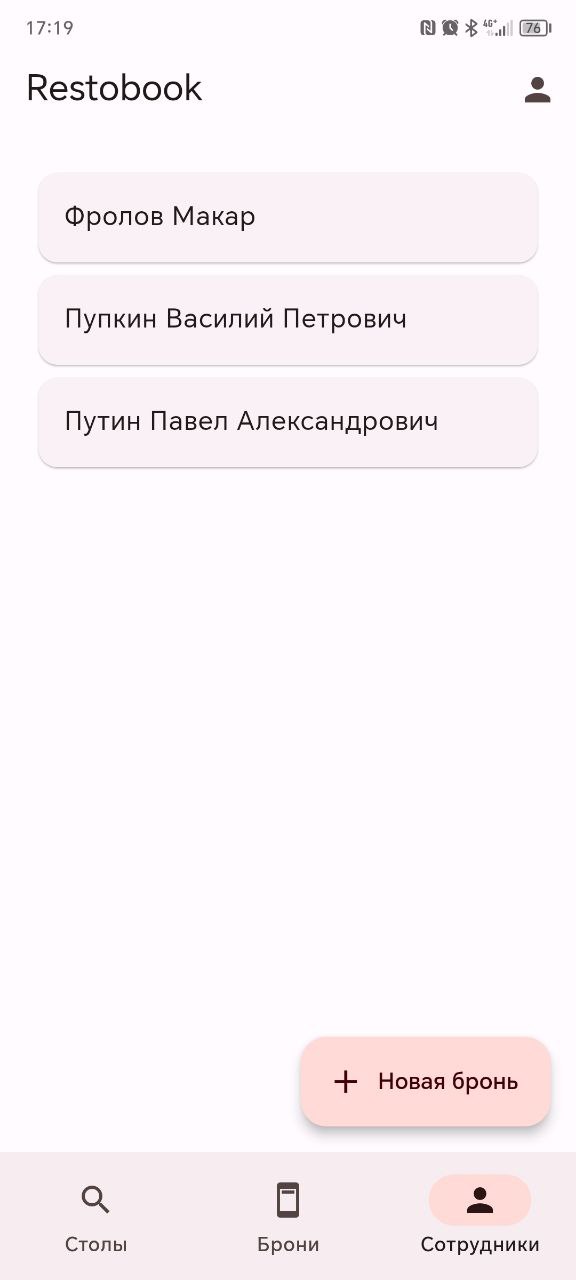 17:19
4G+
76
Restobook
Фролов Макар
Пупкин Василий Петрович
Путин Павел Александрович
Новая бронь
Столы
Брони
Сотрудники